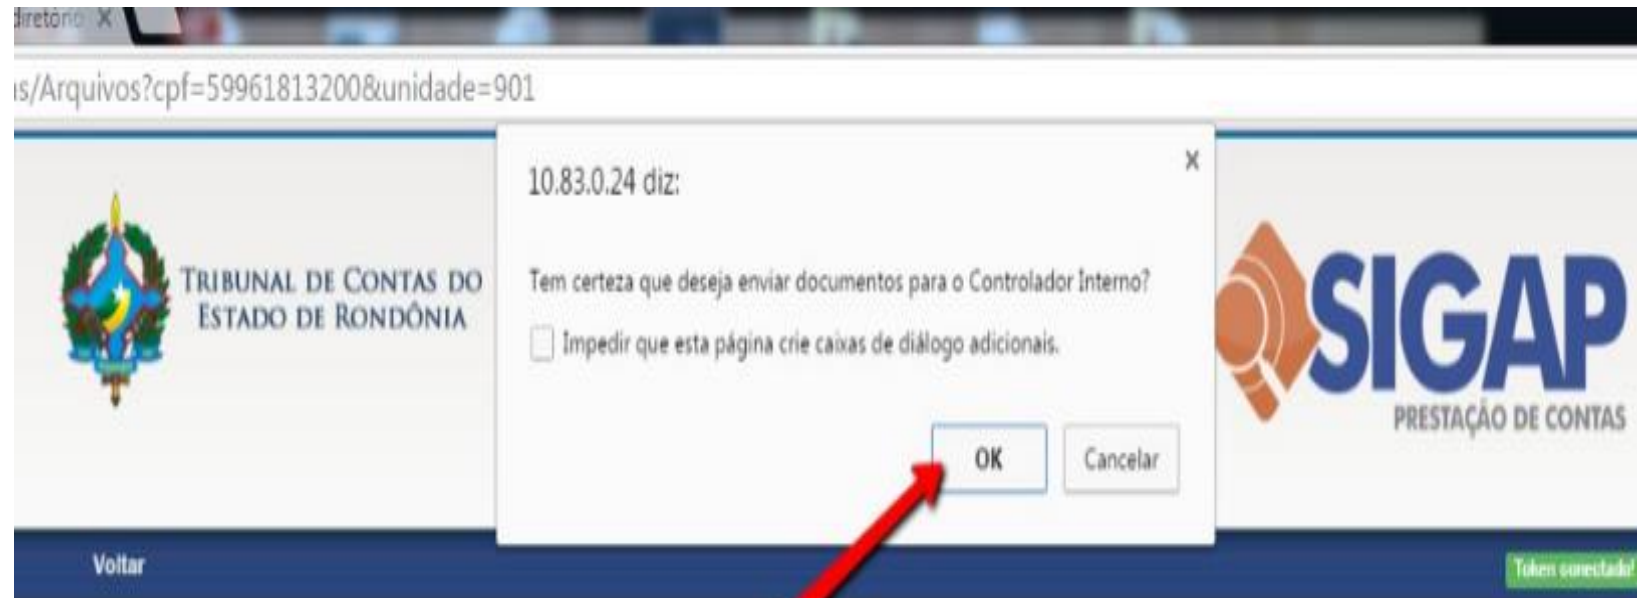 diretório X
as/Arquivos?cpf=59961813200&unidade=901
10.83.0.24 diz:
x
Tem certeza que deseja enviar documentos para o Controlador Interno?
Impedir que esta página crie caixas de diálogo adicionais.
OK
Cancelar
TRIBUNAL DE CONTAS DO
ESTADO DE RONDÔNIA
SIGAP
PRESTAÇÃO DE CONTAS
Voltar
Token conectado!